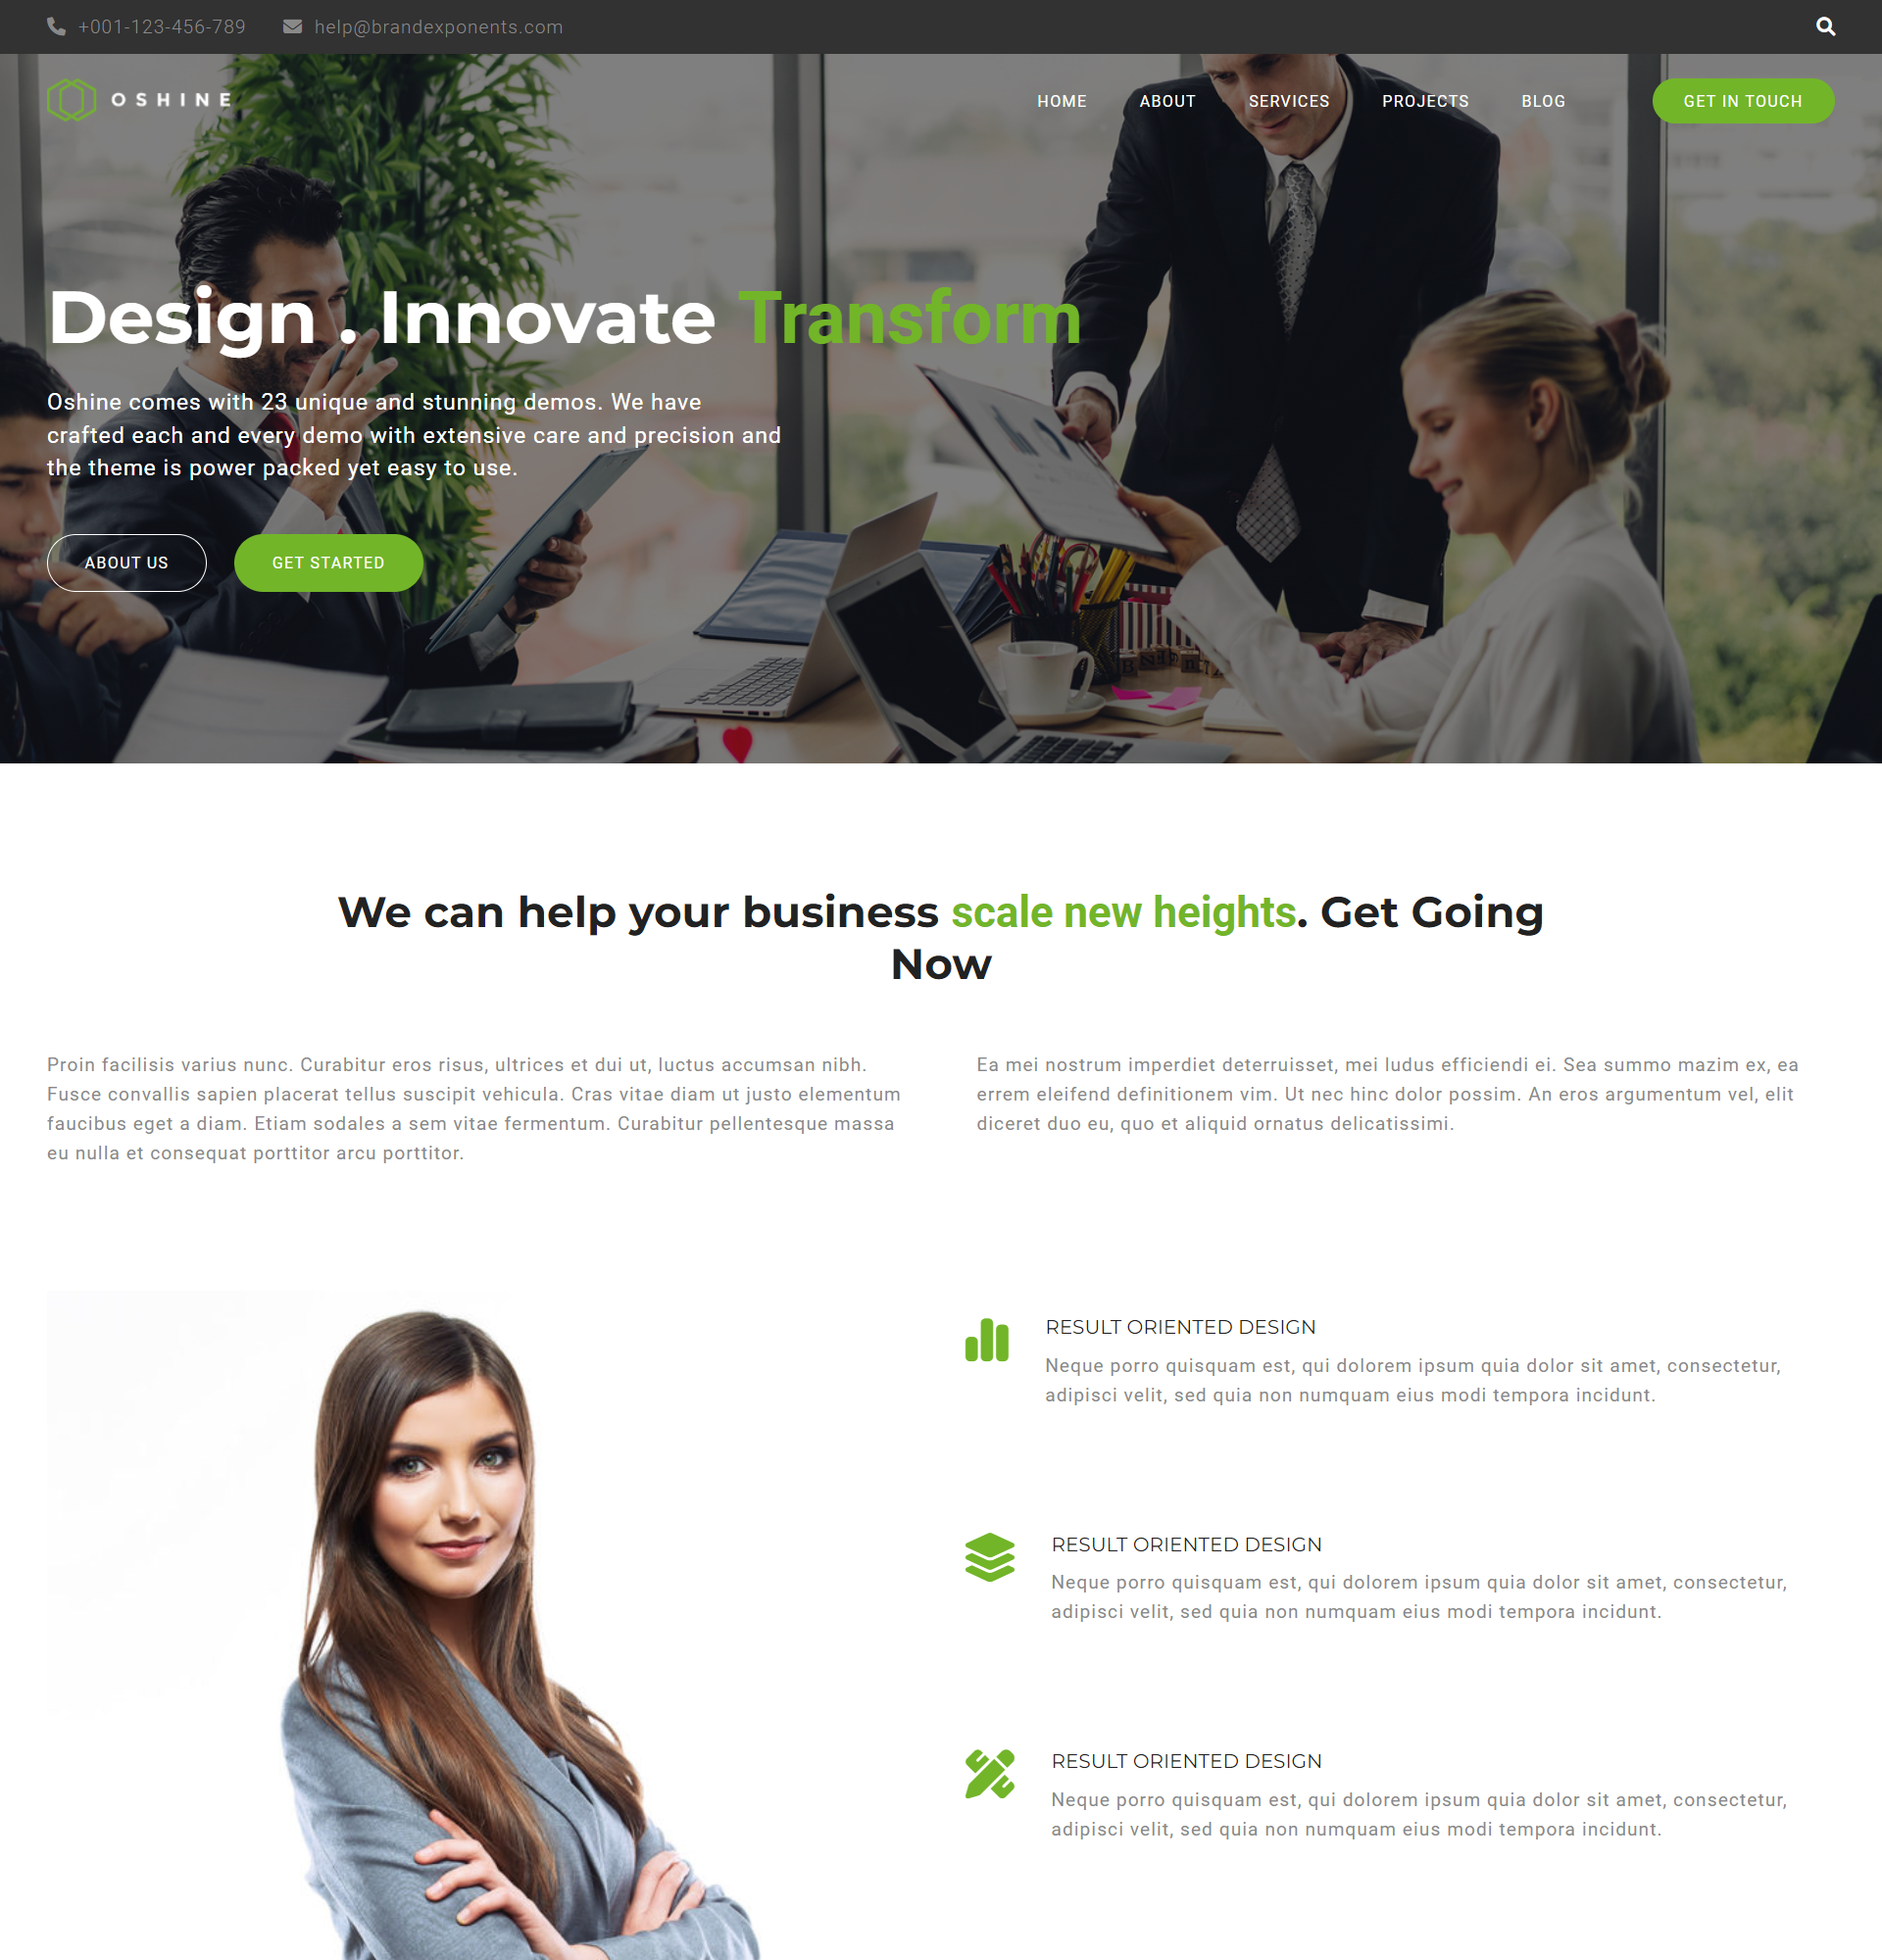 +001-123-456-789 help@brandexponents.com
OSHINE HOME ABOUT SERVICES PROJECTS BLOG GET IN TOUCH
Design . Innovate Transform
Oshine comes with 23 unique and stunning demos. We have
crafted each and every demo with extensive care and precision and
the theme is power packed yet easy to use.
ABOUT US GET STARTED
We can help your business scale new heights. Get Going
Now
Proin facilisis varius nunc. Curabitur eros risus, ultrices et dui ut, luctus accumsan nibh.
Fusce convallis sapien placerat tellus suscipit vehicula. Cras vitae diam ut justo elementum
faucibus eget a diam. Etiam sodales a sem vitae fermentum. Curabitur pellentesque massa
eu nulla et consequat porttitor arcu porttitor.
Ea mei nostrum imperdiet deterruisset, mei ludus efficiendi ei. Sea summo mazim ex, ea
errem eleifend definitionem vim. Ut nec hinc dolor possim. An eros argumentum vel, elit
diceret duo eu, quo et aliquid ornatus delicatissimi.
RESULT ORIENTED DESIGN
Neque porro quisquam est, qui dolorem ipsum quia dolor sit amet, consectetur,
adipisci velit, sed quia non numquam eius modi tempora incidunt.
RESULT ORIENTED DESIGN
Neque porro quisquam est, qui dolorem ipsum quia dolor sit amet, consectetur,
adipisci velit, sed quia non numquam eius modi tempora incidunt.
RESULT ORIENTED DESIGN
Neque porro quisquam est, qui dolorem ipsum quia dolor sit amet, consectetur,
adipisci velit, sed quia non numquam eius modi tempora incidunt.